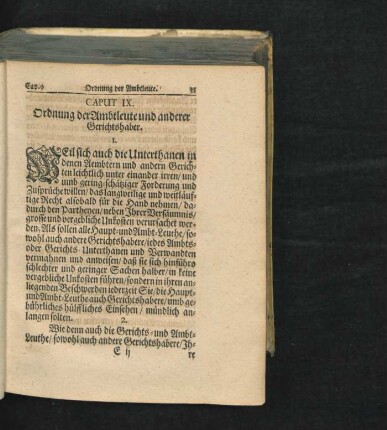 Cap. 9 Ordnung der Ambtleute.
CAPUT IX.
Ordnung der Ambtleute und anderer
Gerichtshaber.
1.
WEil sich auch die Unterthanen in
denen Aembtern und andern Gerich-
ten leichtlich unter einander irren / und
umb gering-schätziger Forderung und
Zusprüche willen / das langweilige und weitläuf-
tige Recht alsobald für die Hand nehmen / da-
durch den Partheyen / neben Ihrer Versäumnis /
grosse und vergebliche Unkosten verursachet wer-
den. Als sollen alle Haupt- und Ambt-Leuthe / so-
wohl auch andere Gerichtshabere / jedes Ambts-
oder Gerichts Unterthanen und Verwandten
vermahnen und anweisen / daß sie sich hinführo
schlechter und geringer Sachen halber / in keine
vergebliche Unkosten führen / sondern in ihren an-
liegenden Beschwerden jederzeit Sie / die Haupt-
und Ambt-Leuthe auch Gerichtshabere / umb ge-
bührliches hülffliches Einsehen / mündlich an-
langen sollen.
2.
Wie denn auch die Gerichts- und Ambt-
Leuthe / sowohl auch andere Gerichtshabere / Ih-
E ij re